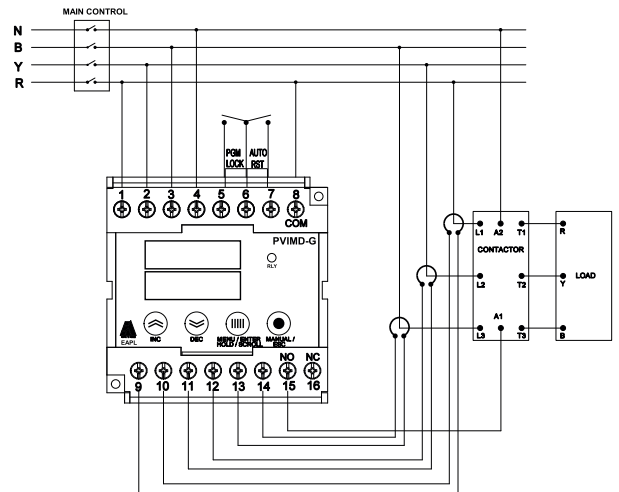 MAIN CONTROL
N
B
Y
R
PGM LOCK
AUTO RST
1 2 3 4 5 6 7 8
COM
PVIMD-G
RLY
EAPL
INC
DEC
MENU / ENTER
HOLD / SCROLL
MANUAL /
ESC
NO NC
9 10 11 12 13 14 15 16
L1 A2 T1
CONTACTOR
L2 T2
A1
L3 T3
R
Y LOAD
B